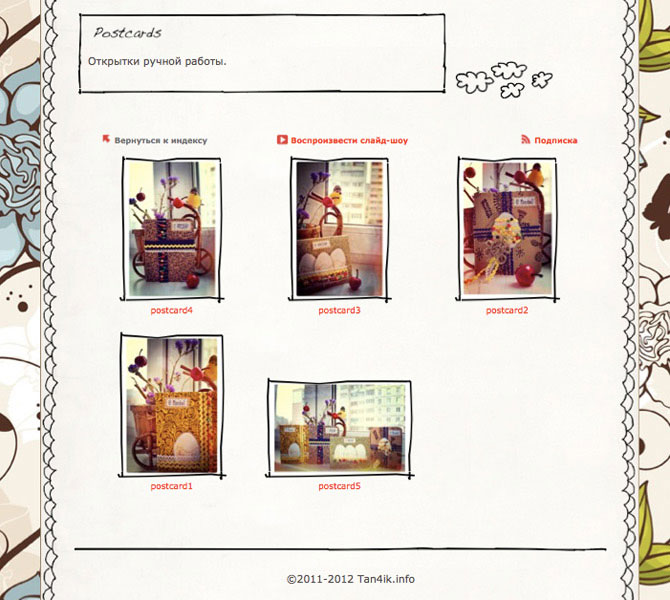 Postcards
Открытки ручной работы.
Вернуться к индексу
Воспроизвести слайд-шоу
Подписка
postcard4
postcard3
postcard2
postcard1
postcard5
©2011-2012 Tan4ik.info